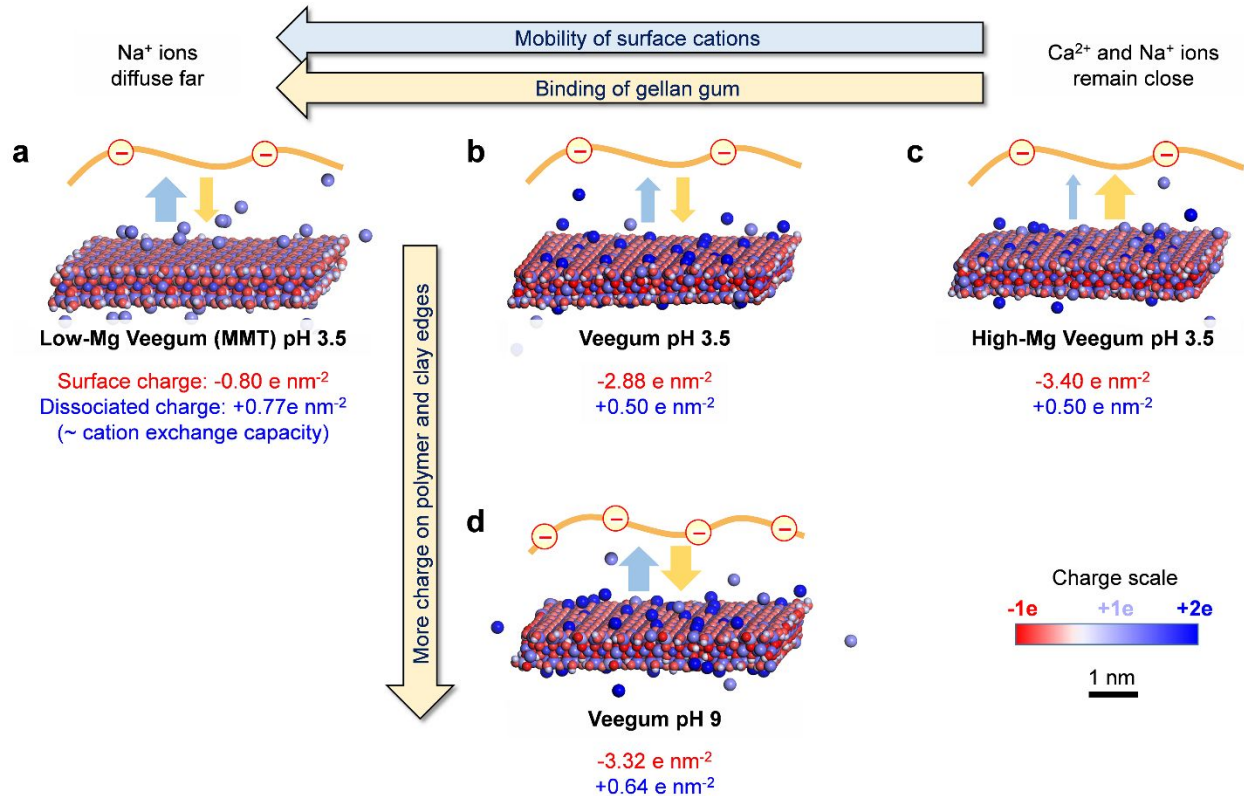 Na⁺ ions
diffuse far
Mobility of surface cations
Binding of gellan gum
Ca²⁺ and Na⁺ ions
remain close
a
−
−
b
−
−
c
−
−
Low-Mg Veegum (MMT) pH 3.5
Surface charge: -0.80 e nm⁻²
Dissociated charge: +0.77e nm⁻²
(~ cation exchange capacity)
Veegum pH 3.5
-2.88 e nm⁻²
+0.50 e nm⁻²
High-Mg Veegum pH 3.5
-3.40 e nm⁻²
+0.50 e nm⁻²
More charge on polymer and clay edges
d
−
−
−
−
Veegum pH 9
-3.32 e nm⁻²
+0.64 e nm⁻²
Charge scale
-1e +1e +2e
1 nm